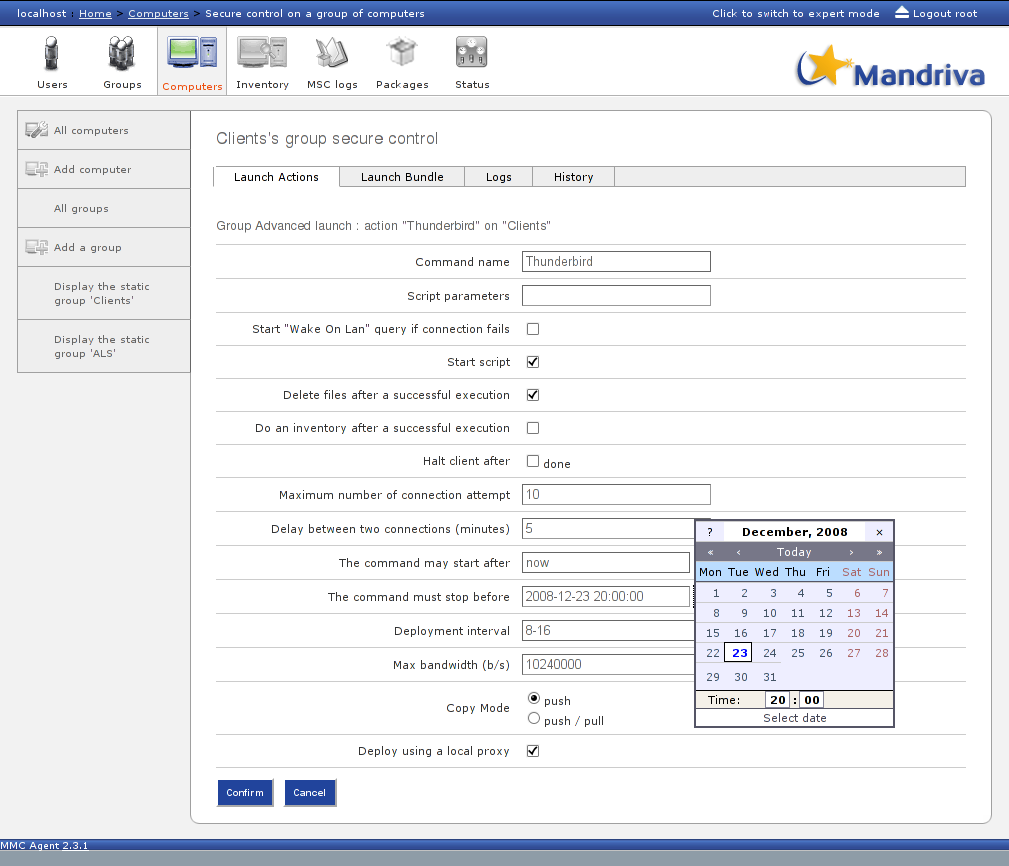 localhost : Home > Computers > Secure control on a group of computers
Click to switch to expert mode
Logout root
Users
Groups
Computers
Inventory
MSC logs
Packages
Status
Mandriva
All computers
Add computer
All groups
Add a group
Display the static
group 'Clients'
Display the static
group 'ALS'
Clients's group secure control
Launch Actions
Launch Bundle
Logs
History
Group Advanced launch : action "Thunderbird" on "Clients"
Command name Thunderbird
Script parameters
Start "Wake On Lan" query if connection fails
Start script
Delete files after a successful execution
Do an inventory after a successful execution
Halt client after done
Maximum number of connection attempt 10
Delay between two connections (minutes) 5
The command may start after now
The command must stop before 2008-12-23 20:00:00
Deployment interval 8-16
Max bandwidth (b/s) 10240000
Copy Mode
push
push / pull
Deploy using a local proxy
Confirm
Cancel
? December, 2008 ×
« ‹ Today › »
Mon Tue Wed Thu Fri Sat Sun
1 2 3 4 5 6 7
8 9 10 11 12 13 14
15 16 17 18 19 20 21
22 23 24 25 26 27 28
29 30 31
Time: 20 : 00
Select date
MMC Agent 2.3.1